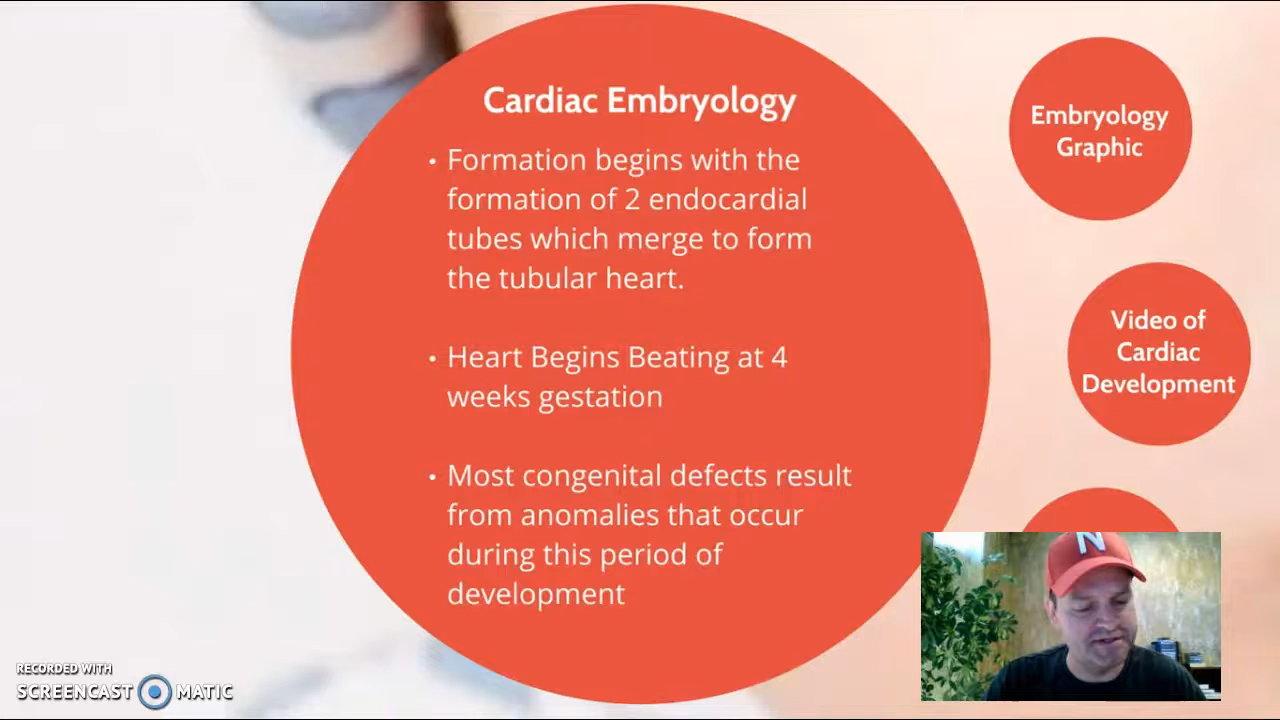 Cardiac Embryology
• Formation begins with the
formation of 2 endocardial
tubes which merge to form
the tubular heart.
• Heart Begins Beating at 4
weeks gestation
• Most congenital defects result
from anomalies that occur
during this period of
development
Embryology
Graphic
Video of
Cardiac
Development
N
RECORDED WITH
SCREENCAST MATIC